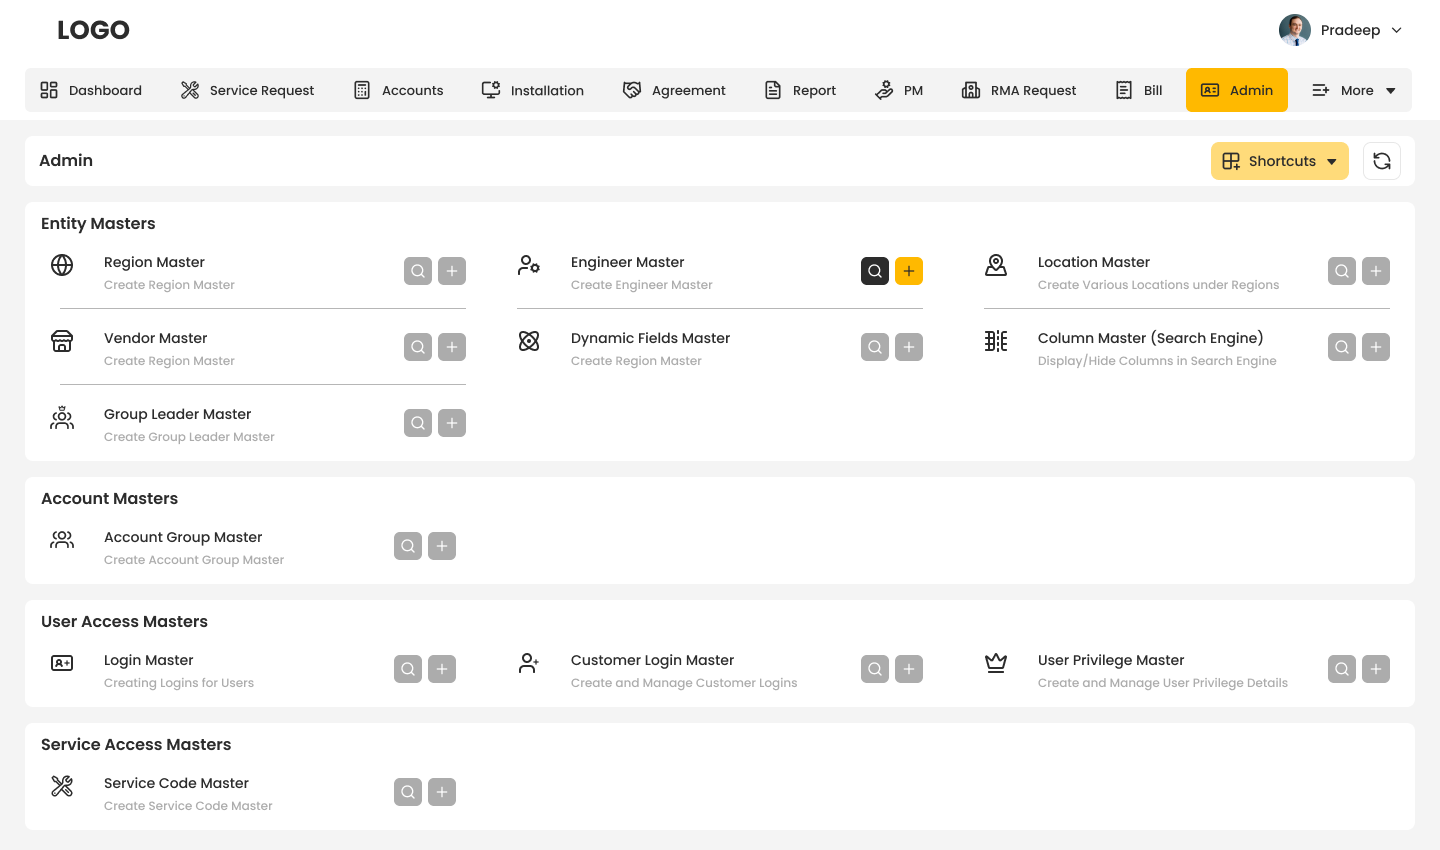 LOGO
Pradeep
Dashboard
Service Request
Accounts
Installation
Agreement
Report
PM
RMA Request
Bill
Admin
More
Admin
Shortcuts
Entity Masters
Region Master
Create Region Master
Engineer Master
Create Engineer Master
Location Master
Create Various Locations under Regions
Vendor Master
Create Region Master
Dynamic Fields Master
Create Region Master
Column Master (Search Engine)
Display/Hide Columns in Search Engine
Group Leader Master
Create Group Leader Master
Account Masters
Account Group Master
Create Account Group Master
User Access Masters
Login Master
Creating Logins for Users
Customer Login Master
Create and Manage Customer Logins
User Privilege Master
Create and Manage User Privilege Details
Service Access Masters
Service Code Master
Create Service Code Master